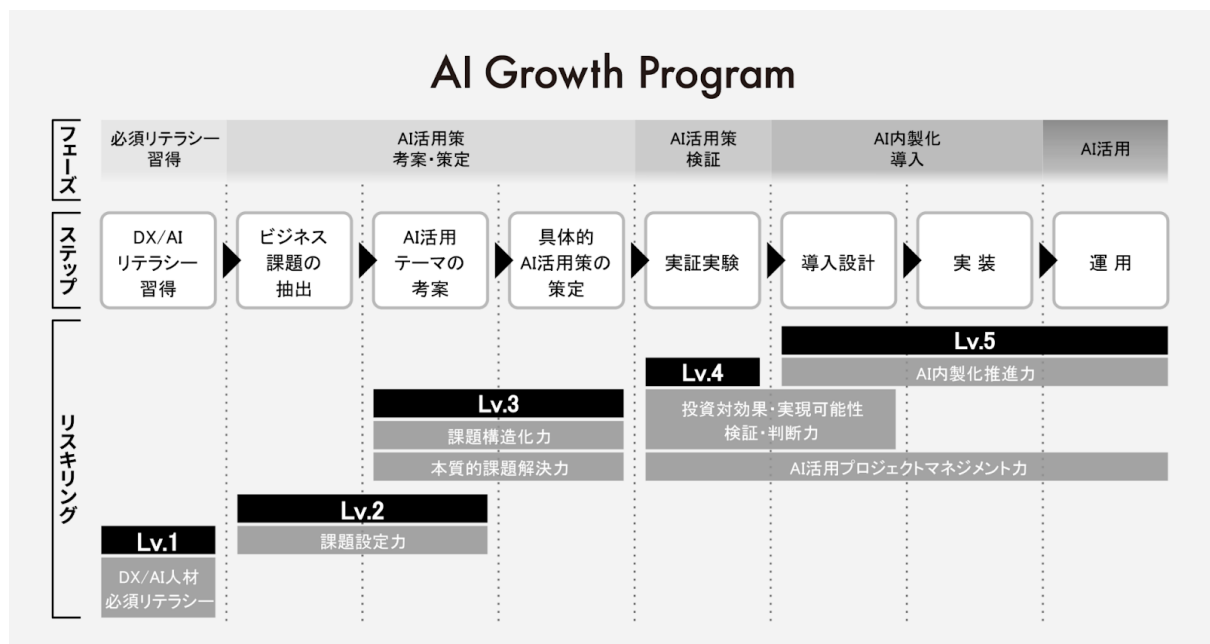 AI Growth Program
フェーズ
必須リテラシー
習得
AI活用策
考案・策定
AI活用策
検証
AI内製化
導入
AI活用
ステップ
DX/AI
リテラシー
習得
ビジネス
課題の
抽出
AI活用
テーマの
考案
具体的
AI活用策の
策定
実証実験
導入設計
実装
運用
リスキリング
Lv.5
AI内製化推進力
Lv.4
投資対効果・実現可能性
検証・判断力
AI活用プロジェクトマネジメント力
Lv.3
課題構造化力
本質的課題解決力
Lv.2
課題設定力
Lv.1
DX/AI人材
必須リテラシー